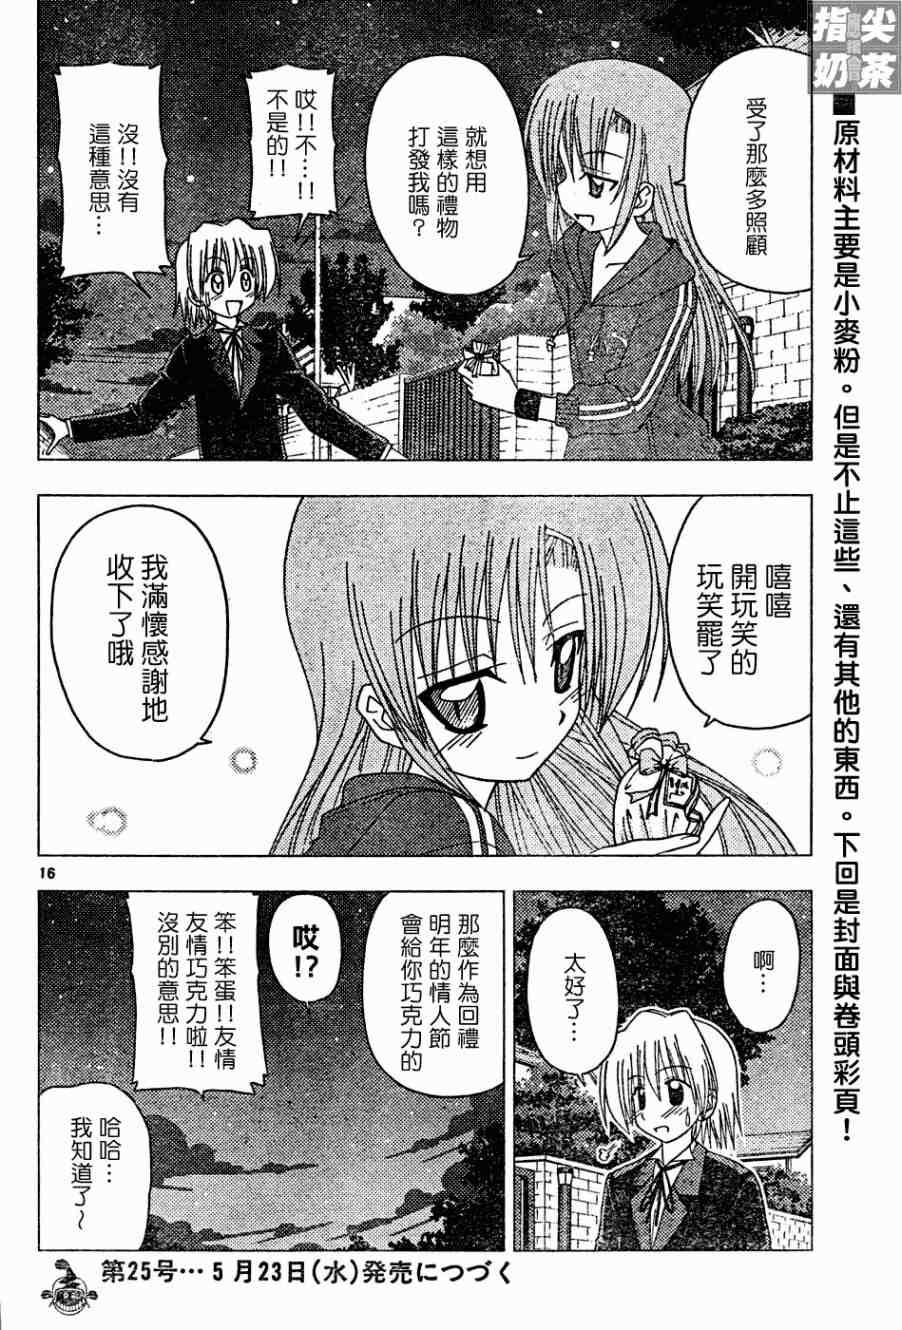 指尖
奶茶
受了那麼多照顧
就想用
這樣的禮物
打發我嗎？
哎!!不…!!
不是的!!
沒!!沒有
這種意思…
嘻嘻
開玩笑的
玩笑罷了
我滿懷感謝地
收下了哦
16
啊…
太好了…
那麼作為回禮
明年的情人節
會給你巧克力的
哎!?
笨!!笨蛋!!友情
友情巧克力啦!!
沒別的意思!!
哈哈…
我知道了～
■原材料主要是小麥粉。但是不止這些、還有其他的東西。下回是封面與卷頭彩頁！
第25号…5月23日(水)発売につづく